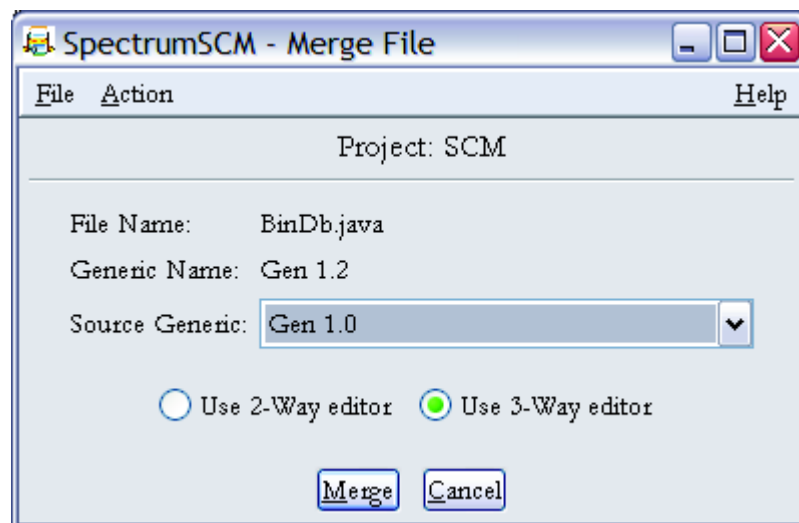 SpectrumSCM - Merge File
File Action Help
Project: SCM
File Name: BinDb.java
Generic Name: Gen 1.2
Source Generic: Gen 1.0
Use 2-Way editor Use 3-Way editor
Merge Cancel